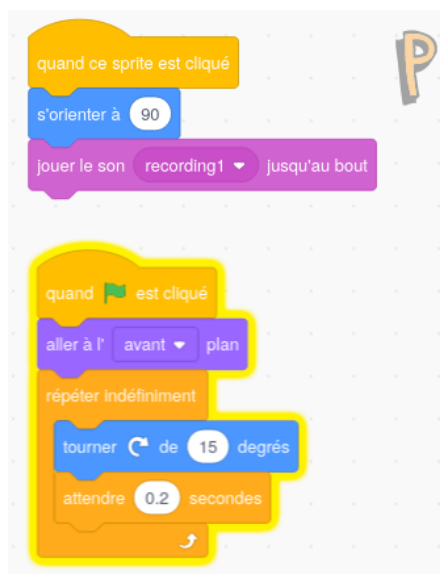 P
quand ce sprite est cliqué
s'orienter à 90
jouer le son recording1 jusqu'au bout
quand est cliqué
aller à l' avant plan
répéter indéfiniment
tourner de 15 degrés
attendre 0.2 secondes